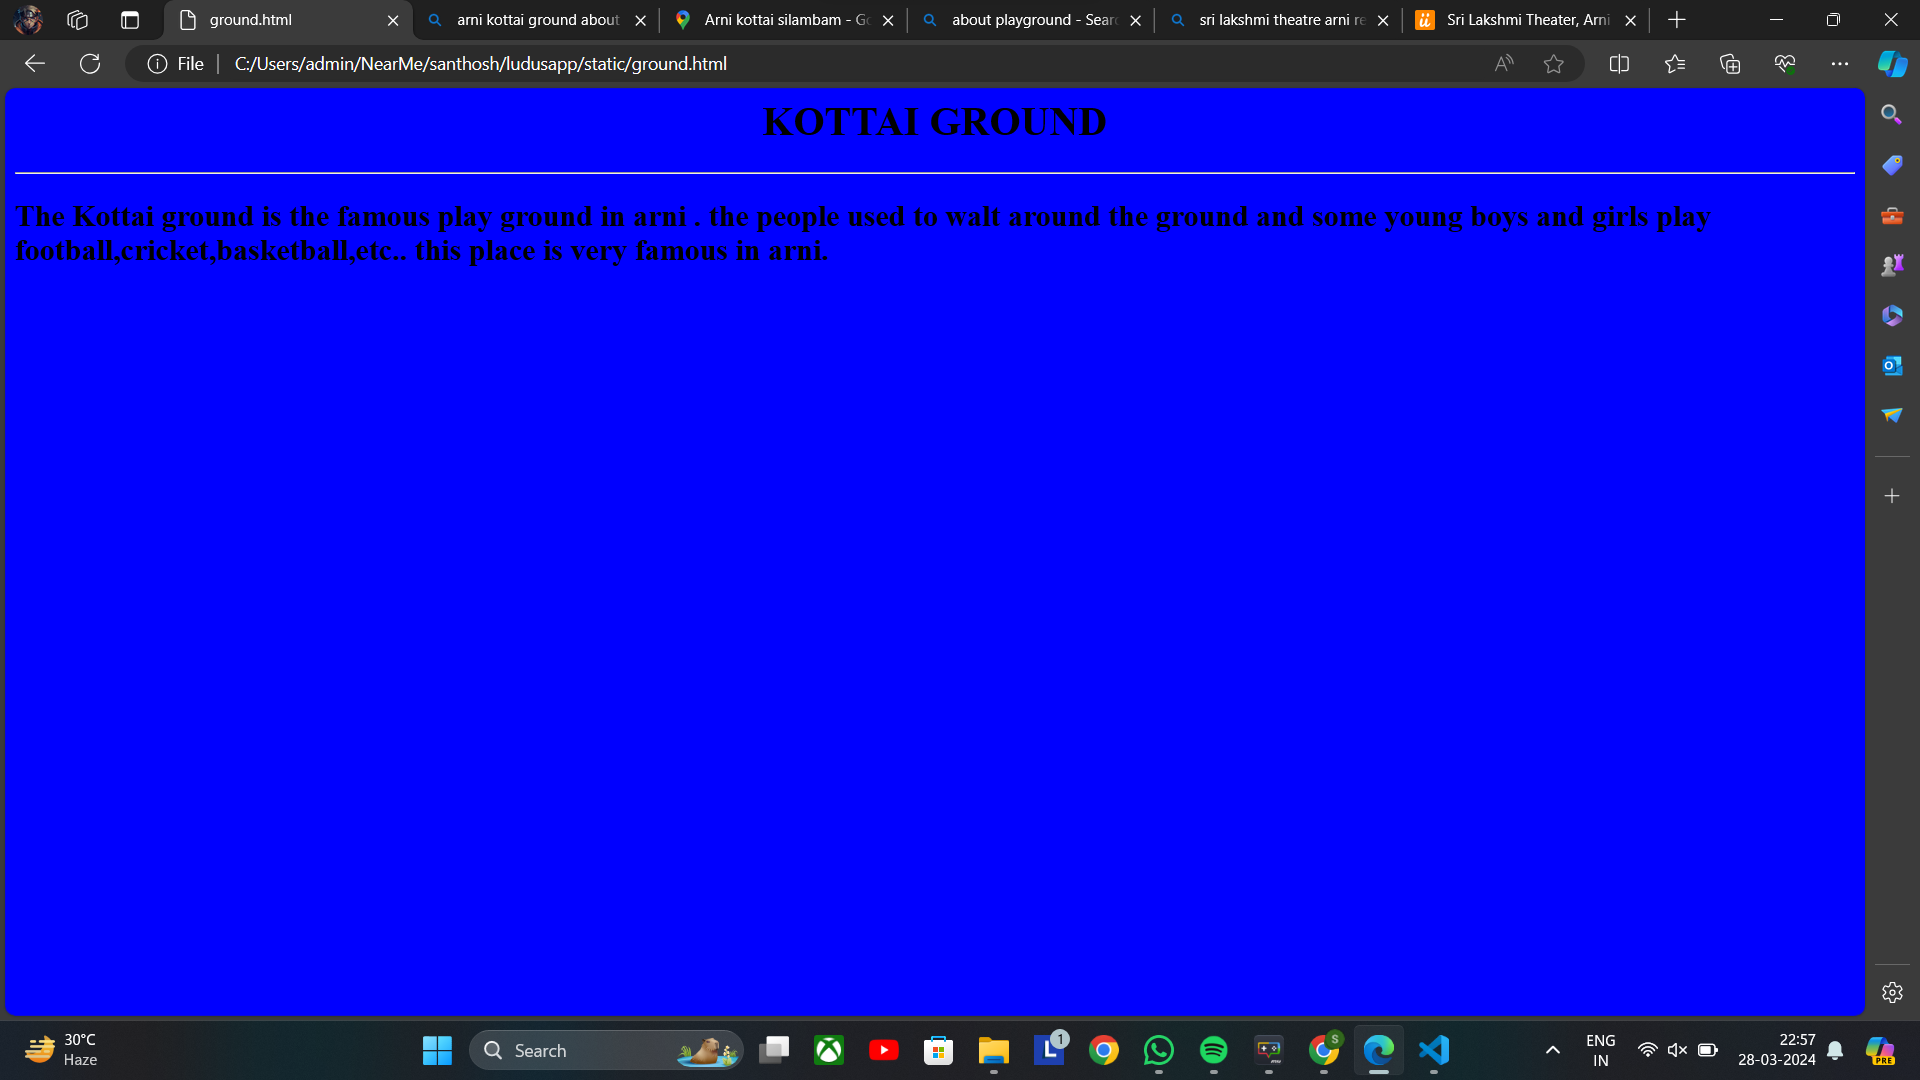 ground.html
arni kottai ground about
Arni kottai silambam - Go
about playground - Searc
sri lakshmi theatre arni re
Sri Lakshmi Theater, Arni
File
C:/Users/admin/NearMe/santhosh/ludusapp/static/ground.html
KOTTAI GROUND
The Kottai ground is the famous play ground in arni . the people used to walt around the ground and some young boys and girls play
football,cricket,basketball,etc.. this place is very famous in arni.
30°C
Haze
Search
1
S
ENG
IN
22:57
28-03-2024
PRE